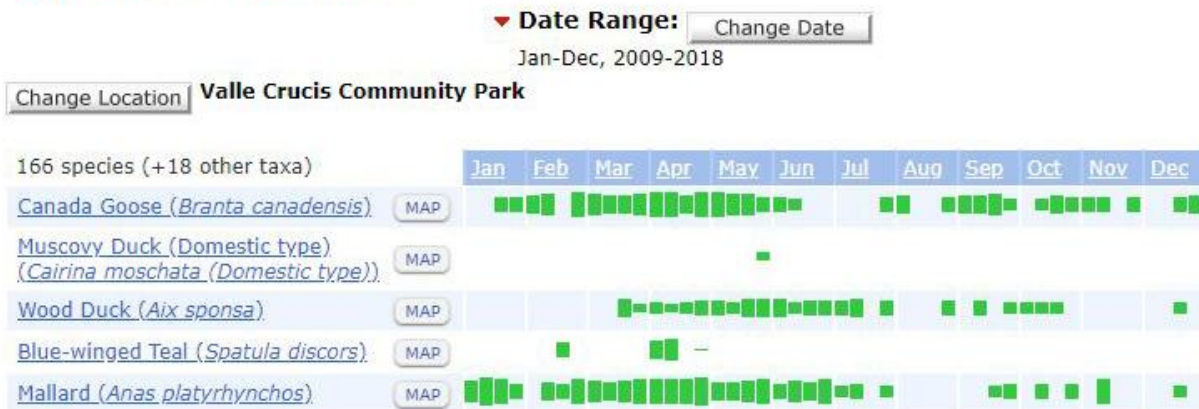 Date Range: Change Date
Jan-Dec, 2009-2018
Change Location Valle Crucis Community Park
166 species (+18 other taxa) Jan Feb Mar Apr May Jun Jul Aug Sep Oct Nov Dec
Canada Goose (Branta canadensis) MAP
Muscovy Duck (Domestic type)
(Cairina moschata (Domestic type)) MAP
Wood Duck (Aix sponsa) MAP
Blue-winged Teal (Spatula discors) MAP
Mallard (Anas platyrhynchos) MAP